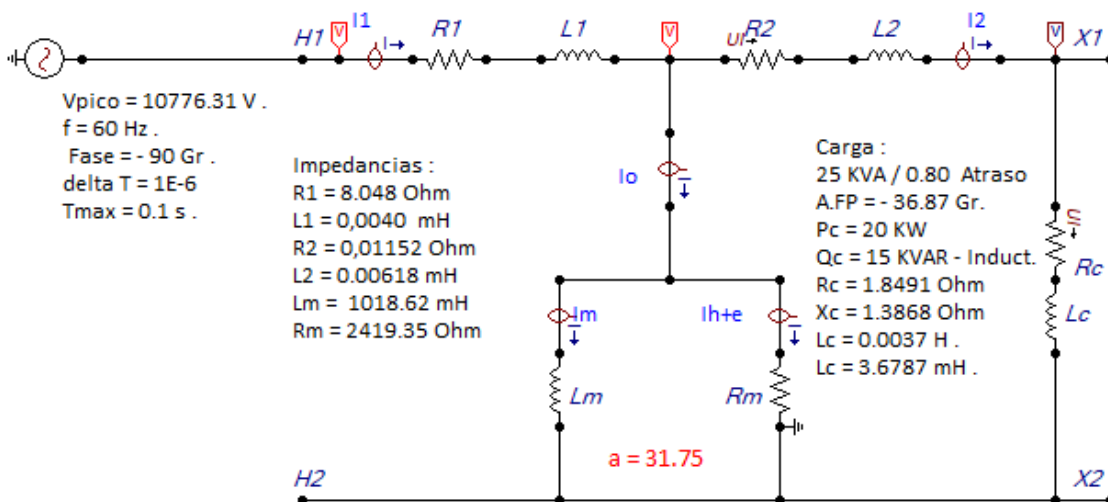 H1
V
I1
I
R1
L1
V
UI
R2
L2
I2
I
V
X1
Vpico = 10776.31 V .
f = 60 Hz .
Fase = - 90 Gr .
delta T = 1E-6
Tmax = 0.1 s .
Impedancias :
R1 = 8.048 Ohm
L1 = 0,0040 mH
R2 = 0,01152 Ohm
L2 = 0.00618 mH
Lm = 1018.62 mH
Rm = 2419.35 Ohm
Io
I
Im
I
Ih+e
I
Lm
Rm
Carga :
25 KVA / 0.80 Atraso
A.FP = - 36.87 Gr.
Pc = 20 KW
Qc = 15 KVAR - Induct.
Rc = 1.8491 Ohm
Xc = 1.3868 Ohm
Lc = 0.0037 H .
Lc = 3.6787 mH .
UI
Rc
Lc
a = 31.75
H2
X2